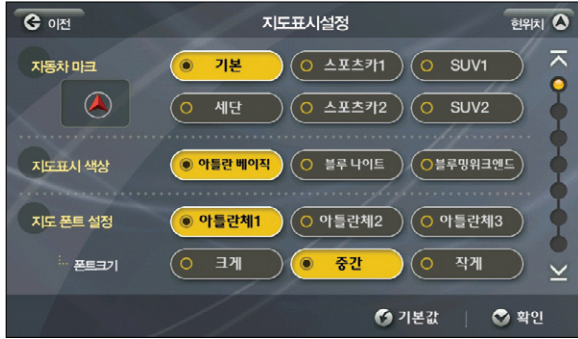 이전 지도표시설정 현위치
자동차 마크 기본 스포츠카1 SUV1
세단 스포츠카2 SUV2
지도표시 색상 아틀란 베이직 블루 나이트 블루밍위크엔드
지도 폰트 설정 아틀란체1 아틀란체2 아틀란체3
폰트크기 크게 중간 작게
기본값 확인